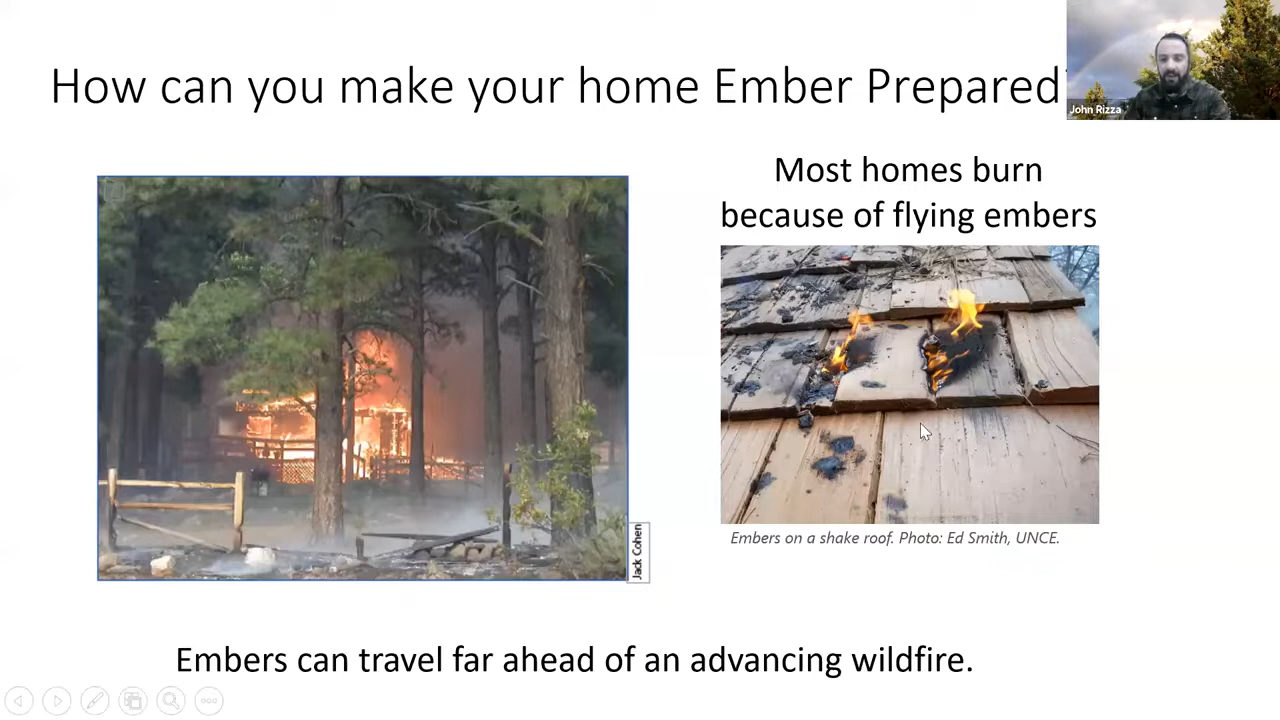 How can you make your home Ember Prepared?
John Rizza
Most homes burn
because of flying embers
Jack Cohen
Embers on a shake roof. Photo: Ed Smith, UNCE.
Embers can travel far ahead of an advancing wildfire.